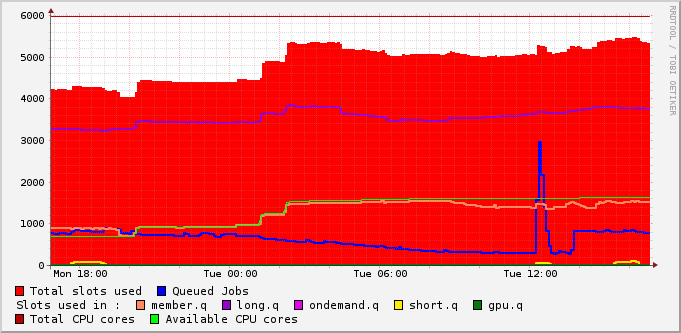 6000
5000
4000
3000
2000
1000
0
Mon 18:00 Tue 00:00 Tue 06:00 Tue 12:00
RRDTOOL / TOBI OETIKER
Total slots used Queued Jobs
Slots used in : member.q long.q ondemand.q short.q gpu.q
Total CPU cores Available CPU cores